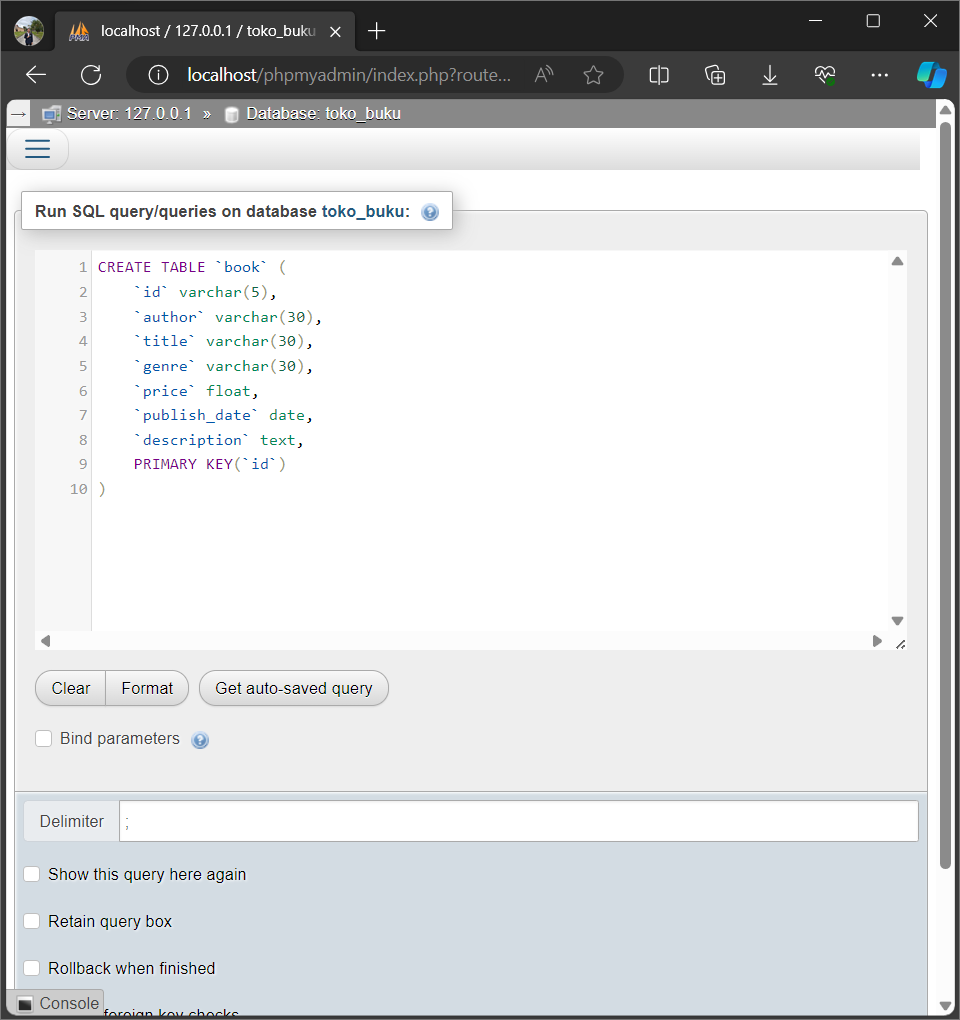 localhost / 127.0.0.1 / toko_buku
localhost/phpmyadmin/index.php?route...
Server: 127.0.0.1 » Database: toko_buku
Run SQL query/queries on database toko_buku:
1 CREATE TABLE `book` (
2 `id` varchar(5),
3 `author` varchar(30),
4 `title` varchar(30),
5 `genre` varchar(30),
6 `price` float,
7 `publish_date` date,
8 `description` text,
9 PRIMARY KEY(`id`)
10 )
Clear Format Get auto-saved query
Bind parameters
Delimiter ;
Show this query here again
Retain query box
Rollback when finished
Console foreign key checks